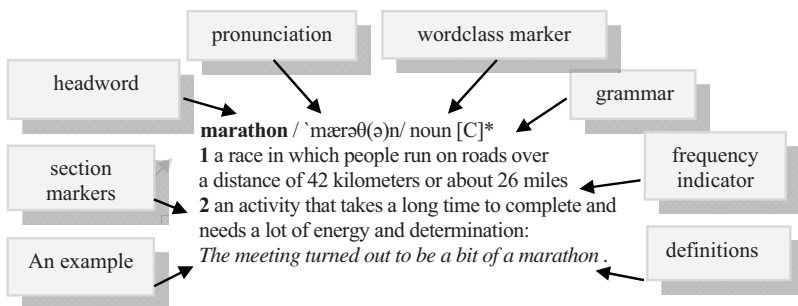 pronunciation
wordclass marker
headword
grammar
marathon / `mærəθ(ə)n/ noun [C]*
1 a race in which people run on roads over
a distance of 42 kilometers or about 26 miles
section
markers
frequency
indicator
2 an activity that takes a long time to complete and
needs a lot of energy and determination:
An example
The meeting turned out to be a bit of a marathon .
definitions